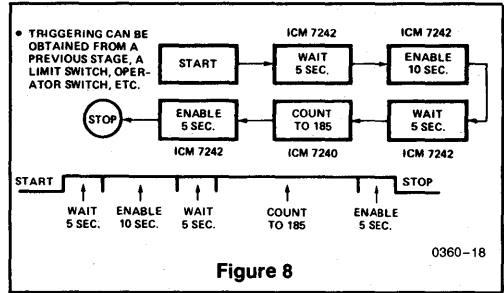 • TRIGGERING CAN BE
OBTAINED FROM A
PREVIOUS STAGE, A
LIMIT SWITCH, OPER-
ATOR SWITCH, ETC.
ICM 7242
ICM 7242
START
WAIT
5 SEC.
ENABLE
10 SEC.
STOP
ENABLE
5 SEC.
COUNT
TO 185
WAIT
5 SEC.
ICM 7242
ICM 7240
ICM 7242
START
STOP
WAIT
5 SEC.
ENABLE
10 SEC.
WAIT
5 SEC.
COUNT
TO 185
ENABLE
5 SEC.
0360-18
Figure 8